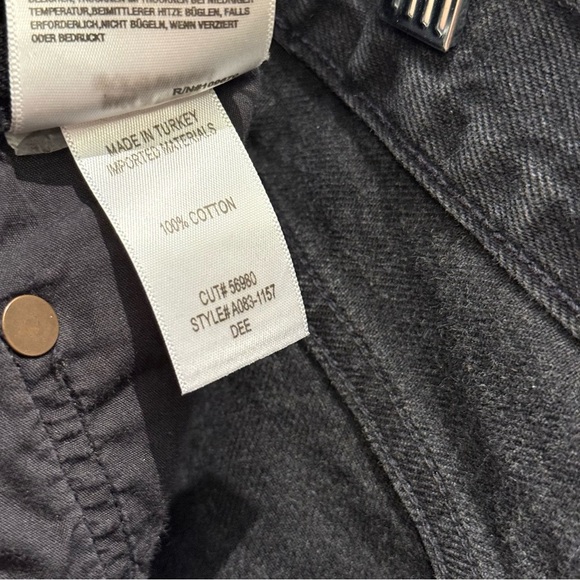 TEMPERATUR,BEIMITTLERER HITZE BÜGLEN, FALLS
ERFORDERLICH,NICHT BÜGELN, WENN VERZIERT
ODER BEDRUCKT
MADE IN TURKEY
IMPORTED MATERIALS
100% COTTON
CUT# 56980
STYLE# A083-1157
DEE